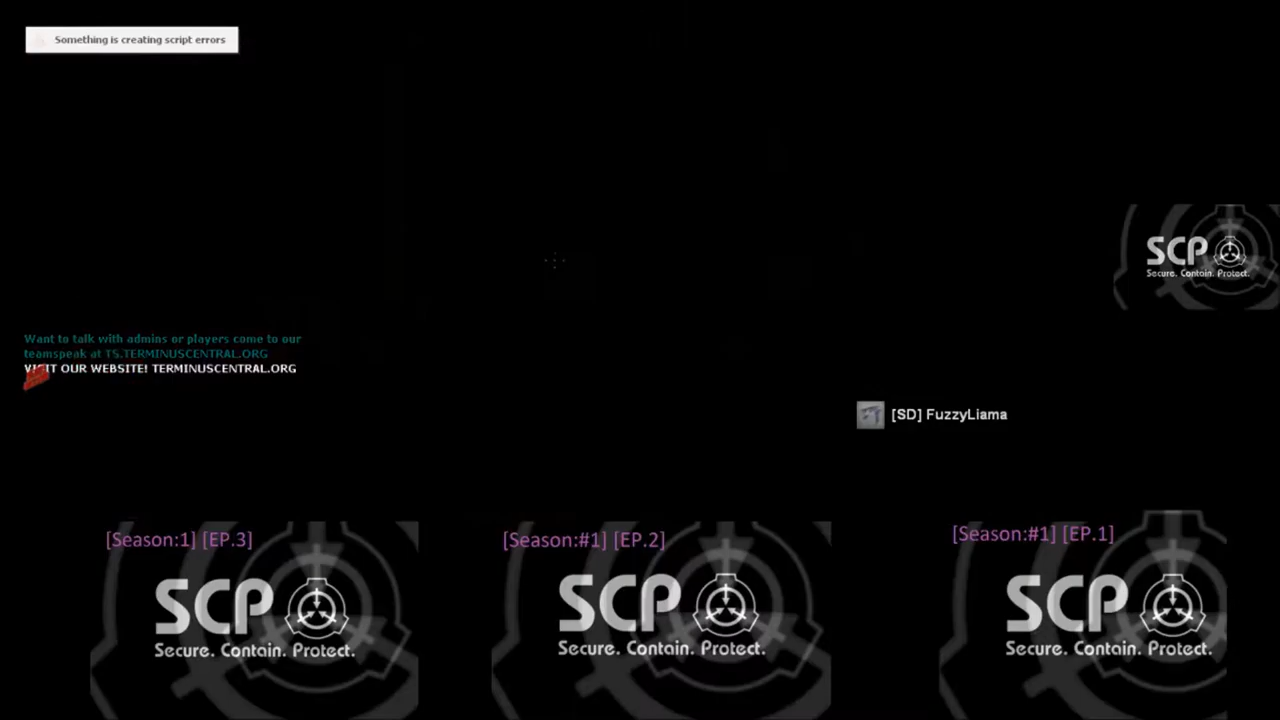 Something is creating script errors
SCP
Secure. Contain. Protect.
Want to talk with admins or players come to our
teamspeak at TS.TERMINUSCENTRAL.ORG
VISIT OUR WEBSITE! TERMINUSCENTRAL.ORG
[SD] FuzzyLiama
[Season:1] [EP.3]
SCP
Secure. Contain. Protect.
[Season:#1] [EP.2]
SCP
Secure. Contain. Protect.
[Season:#1] [EP.1]
SCP
Secure. Contain. Protect.